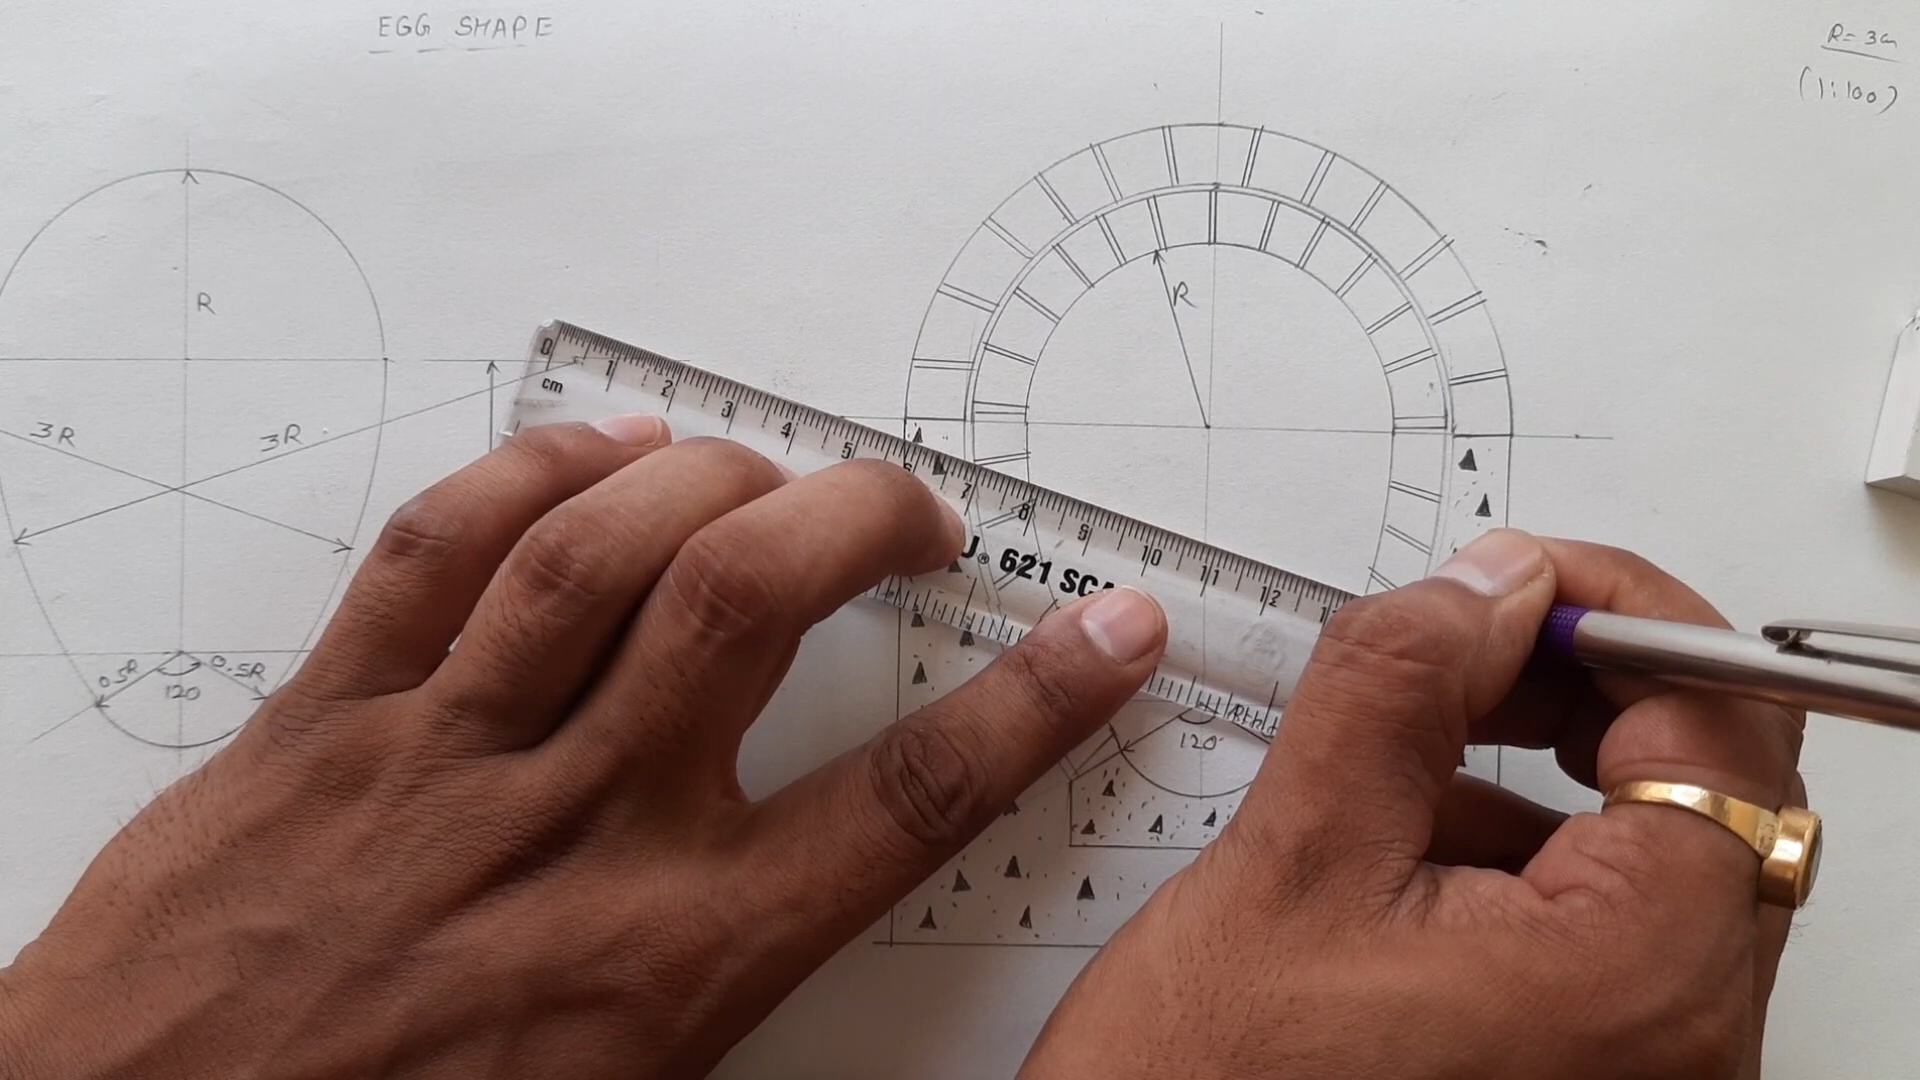 EGG SHAPE
R= 3cm
(1:100)
R
R
3R
3R
0.5R
0.5R
120
0 1 2 3 4 5 6 7 8 9 10 11 12
cm
® 621 SCA
120°